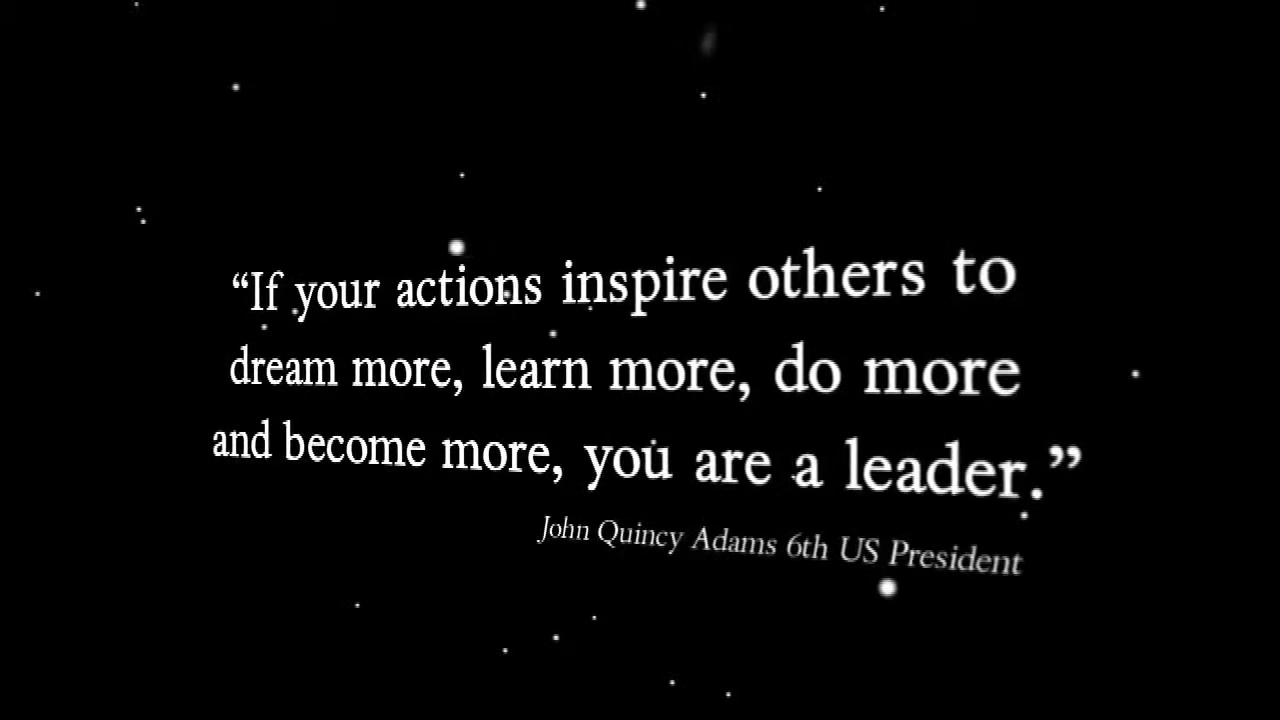 “If your actions inspire others to
dream more, learn more, do more
and become more, you are a leader.”
John Quincy Adams 6th US President